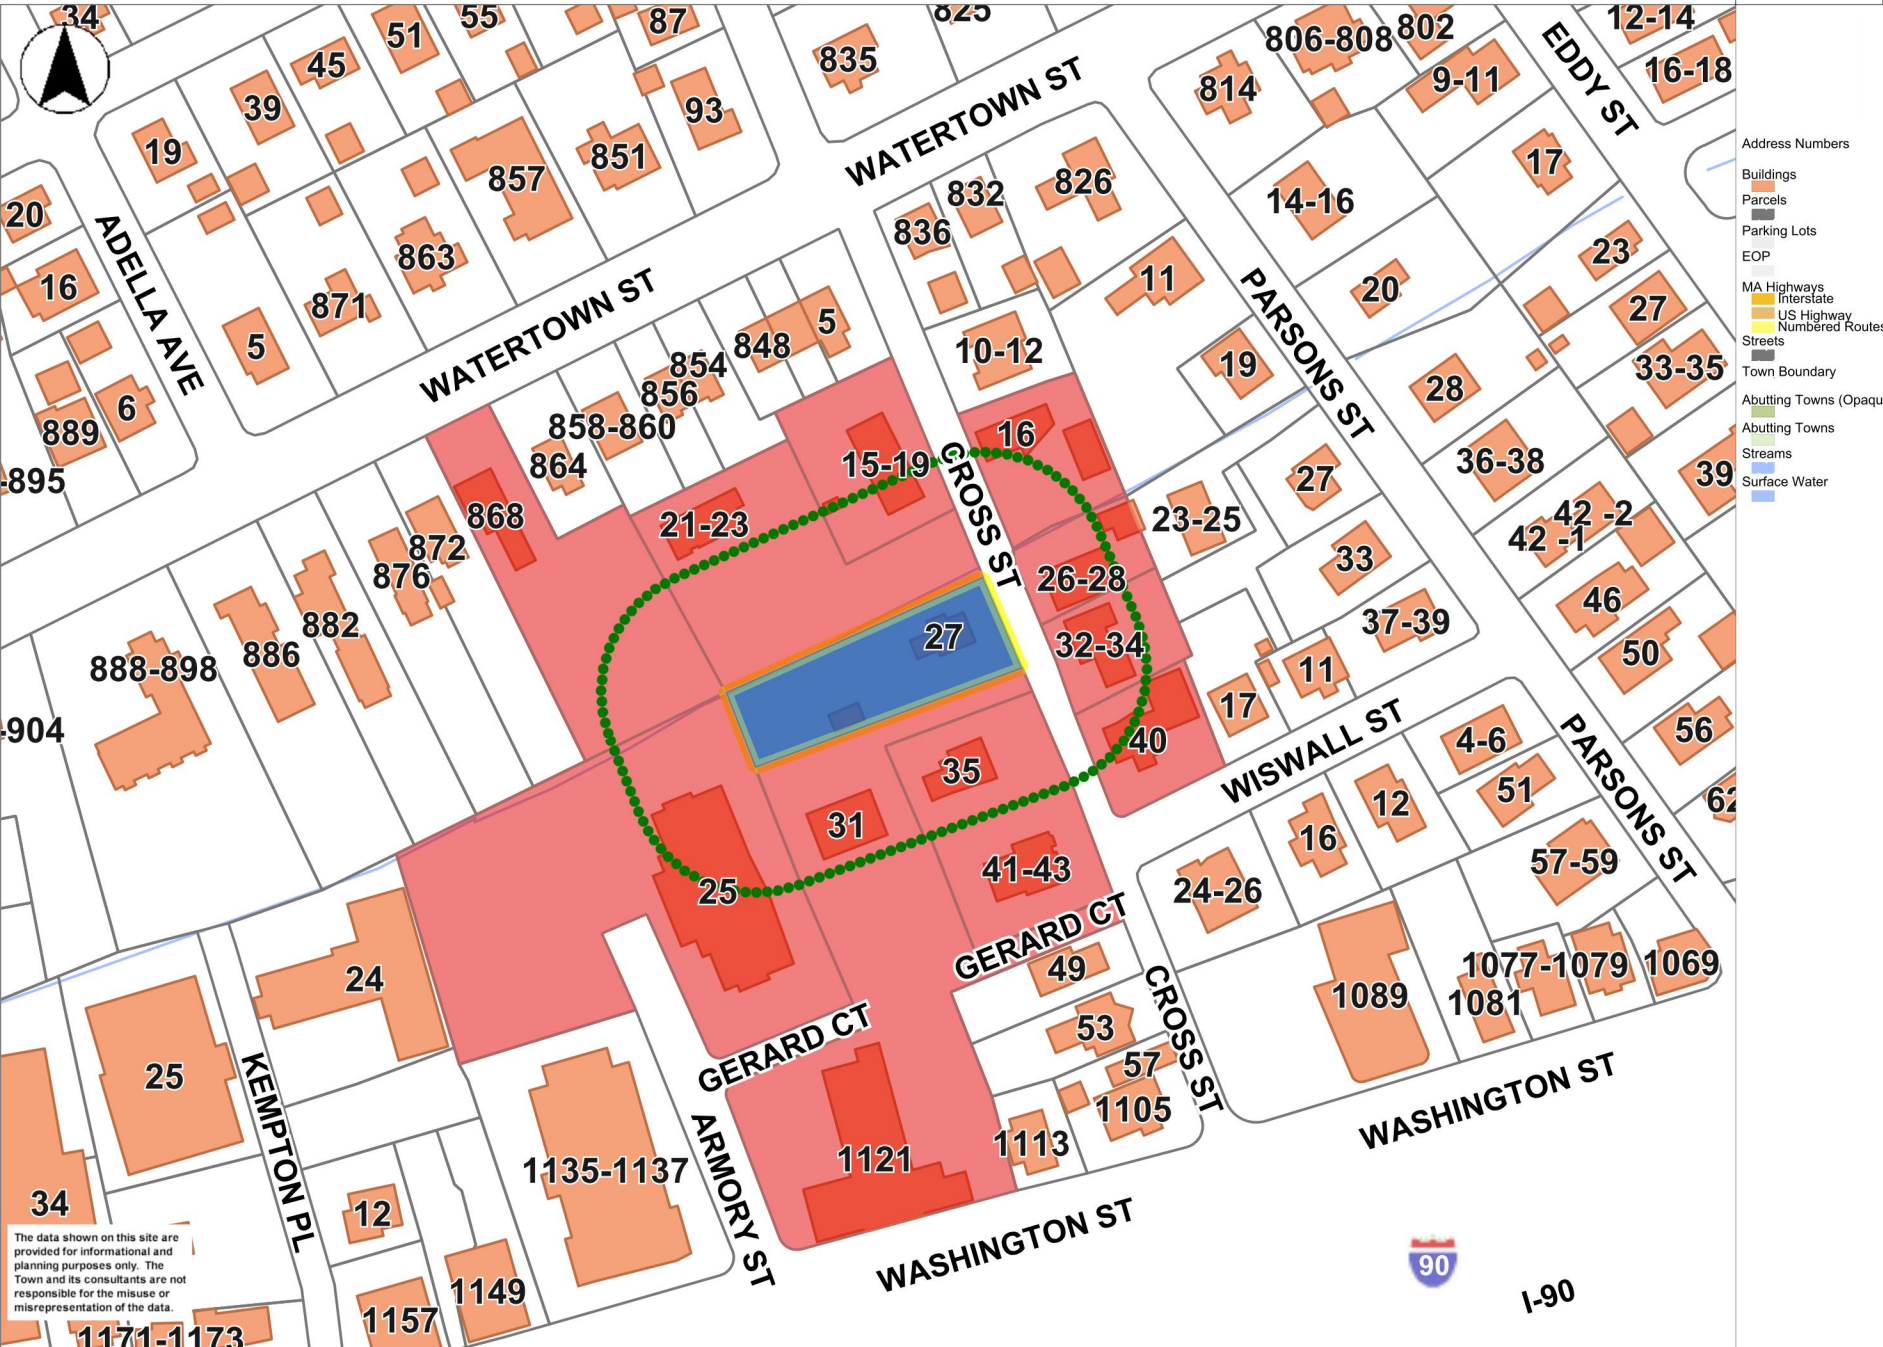 34
55
87
825
12-14
51
806-808
802
EDDY ST
45
835
16-18
9-11
39
814
93
WATERTOWN ST
19
851
17
857
826
832
14-16
20
836
23
ADELLA AVE
863
11
16
20
27
871
5
PARSONS ST
5
848
10-12
WATERTOWN ST
854
19
33-35
856
28
6
858-860
889
16
864
15-19
36-38
27
39
-895
CROSS ST
868
21-23
23-25
42 -2
42 -1
872
876
33
26-28
46
882
27
32-34
37-39
886
50
888-898
11
17
-904
40
4-6
56
PARSONS ST
WISWALL ST
35
51
12
62
31
16
57-59
41-43
25
24-26
GERARD CT
49
24
1077-1079
1069
1089
1081
CROSS ST
53
GERARD CT
57
25
KEMPTON PL
1105
WASHINGTON ST
1113
1121
1135-1137
ARMORY ST
34
12
WASHINGTON ST
90
1149
I-90
1157
1171-1173
The data shown on this site are
provided for informational and
planning purposes only. The
Town and its consultants are not
responsible for the misuse or
misrepresentation of the data.
Address Numbers
Buildings
Parcels
Parking Lots
EOP
MA Highways
Interstate
US Highway
Numbered Routes
Streets
Town Boundary
Abutting Towns (Opaqu
Abutting Towns
Streams
Surface Water